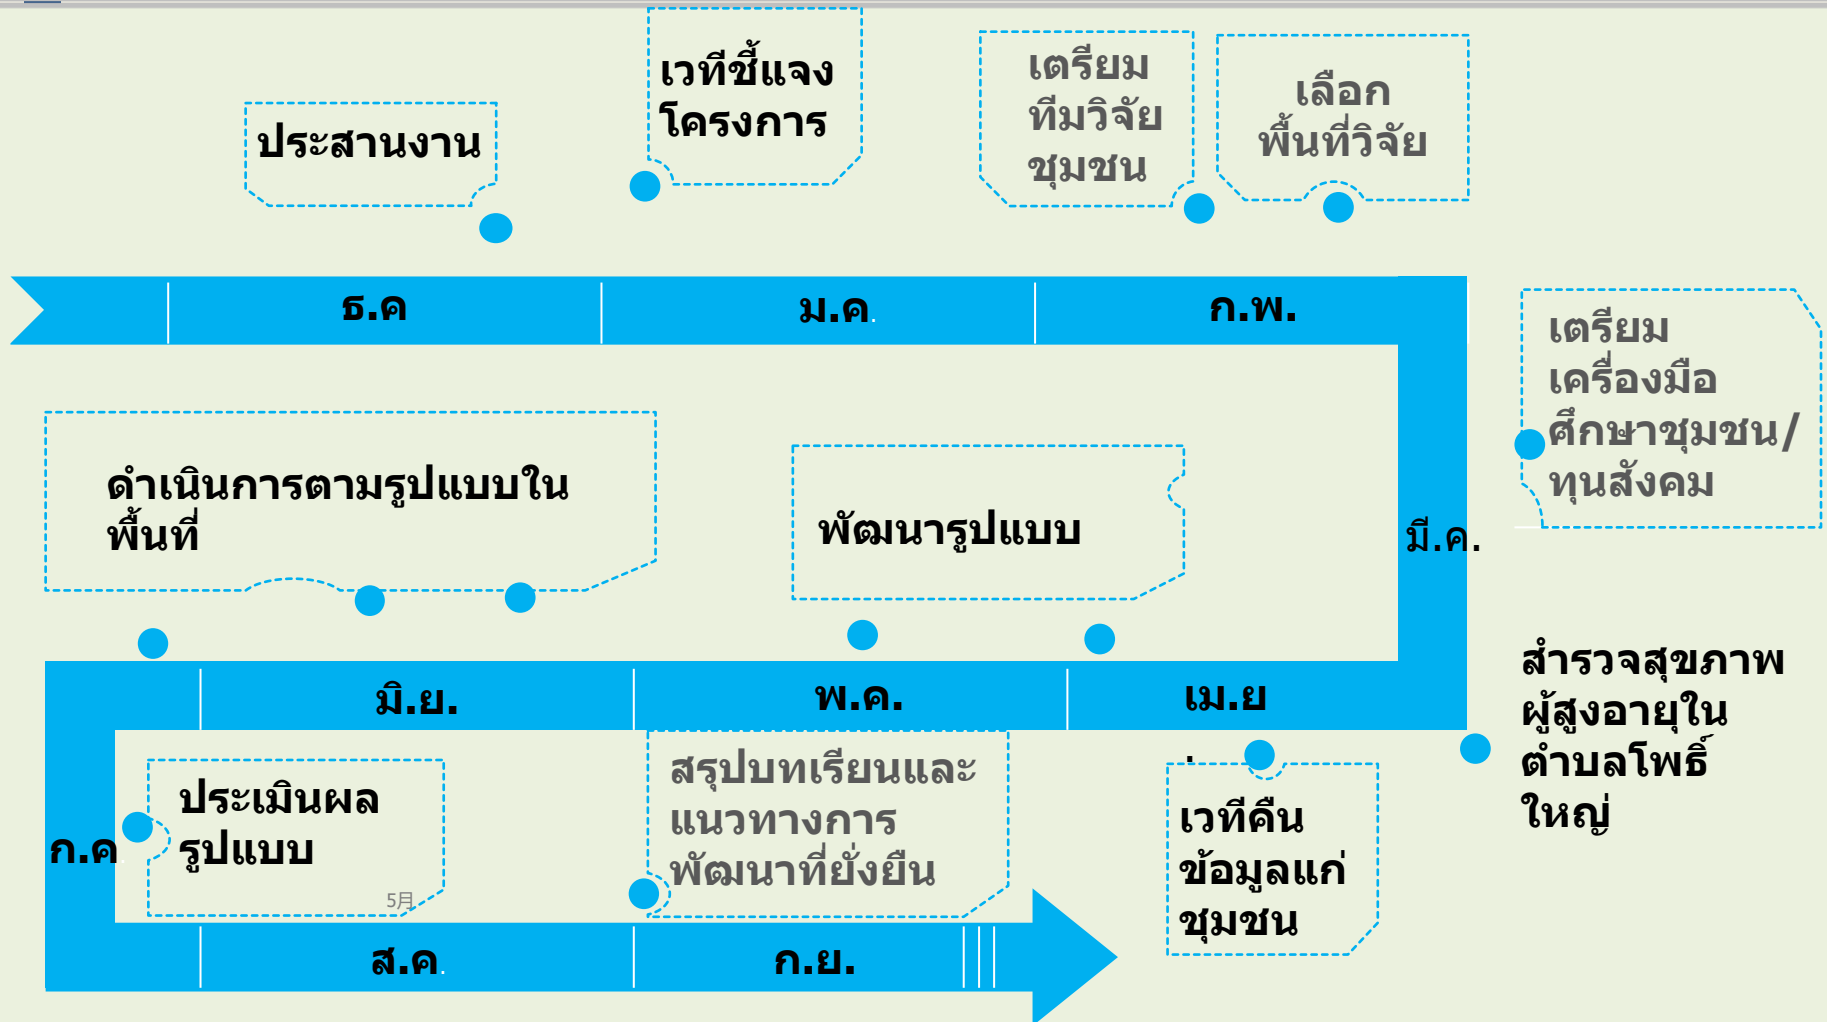 เวทีชี้แจง
โครงการ
ประสานงาน
เตรียม
ทีมวิจัย
ชุมชน
เลือก
พื้นที่วิจัย
ธ.ค
ม.ค.
ก.พ.
เตรียม
เครื่องมือ
ศึกษาชุมชน/
ทุนสังคม
มี.ค.
ดำเนินการตามรูปแบบใน
พื้นที่
พัฒนารูปแบบ
สำรวจสุขภาพ
ผู้สูงอายุใน
ตำบลโพธิ์
ใหญ่
มิ.ย.
พ.ค.
เม.ย
.
ประเมินผล
รูปแบบ
5月
สรุปบทเรียนและ
แนวทางการ
พัฒนาที่ยั่งยืน
เวทีคืน
ข้อมูลแก่
ชุมชน
ก.ค.
ส.ค.
ก.ย.